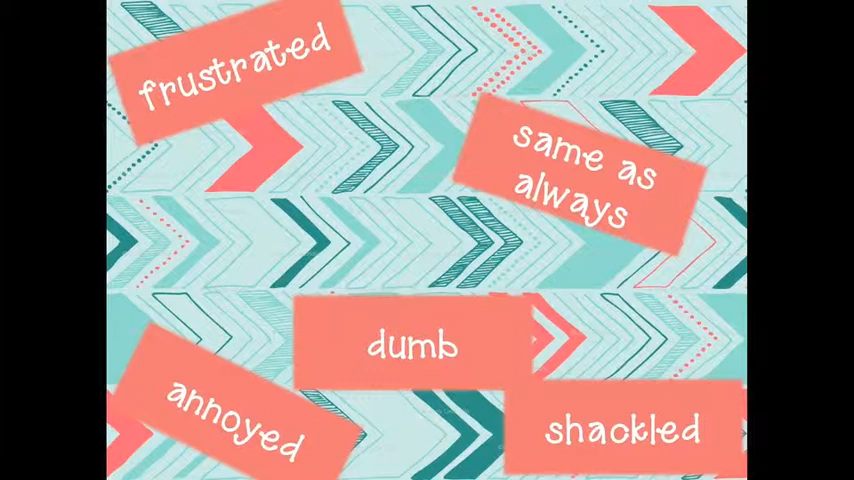 frustrated
same as
always
dumb
annoyed
shackled